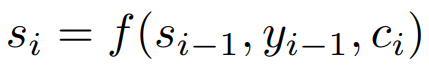 s_i = f(s_{i−1}, y_{i−1}, c_i)